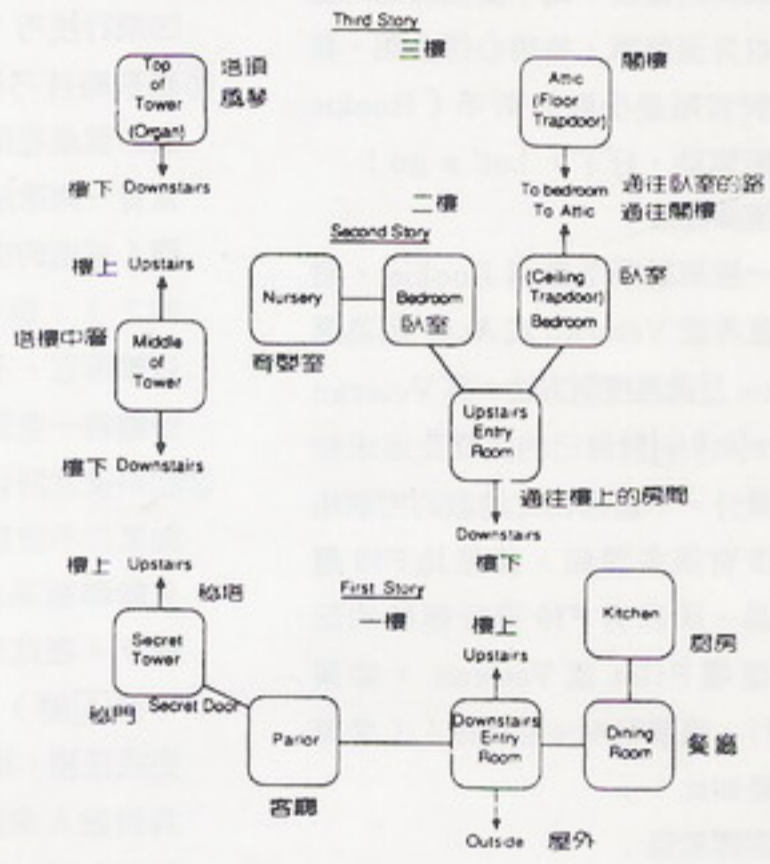 Third Story
三樓
Top
of
Tower
(Organ)
塔頂
風琴
樓下 Downstairs
閣樓
Attic
(Floor
Trapdoor)
To bedroom 通往臥室的路
To Attic 通往閣樓
二樓
Second Story
樓上 Upstairs
塔樓中層
Middle
of
Tower
樓下 Downstairs
Nursery
育嬰室
Bedroom
臥室
(Ceiling
Trapdoor)
Bedroom
臥室
Upstairs
Entry
Room
通往樓上的房間
Downstairs
樓下
First Story
一樓
樓上 Upstairs
秘塔
Secret
Tower
秘門
Secret Door
Parlor
客廳
樓上
Upstairs
Downstairs
Entry
Room
Outside 屋外
Kitchen
厨房
Dining
Room
餐廳